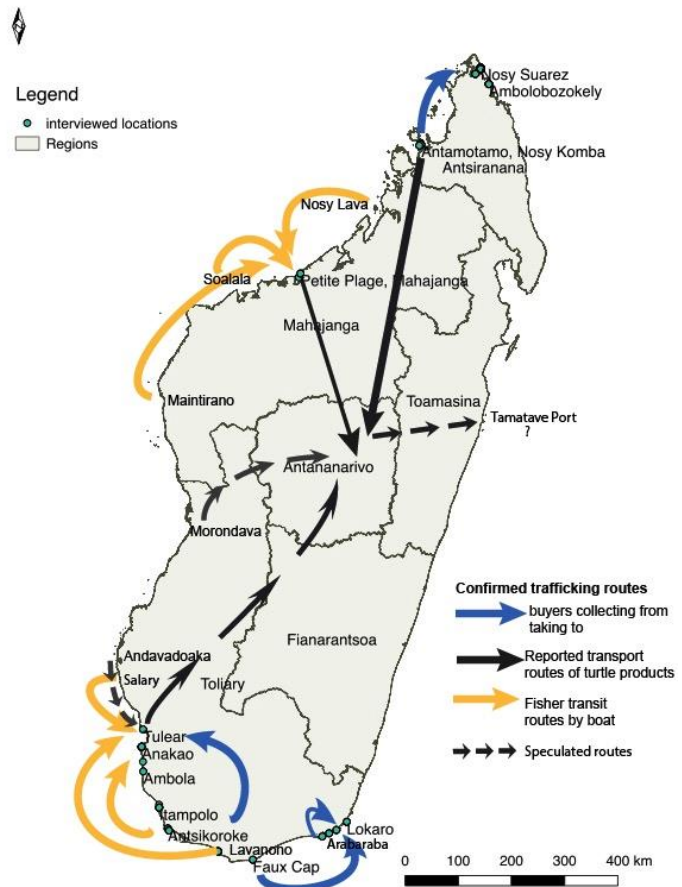 Legend
interviewed locations
Regions
Nosy Suarez
Ambolobozokely
Antamotamo, Nosy Komba
Antsirananal
Nosy Lava
Soalala
Petite Plage, Mahajanga
Mahajanga
Maintirano
Toamasina
Tamatave Port
?
Antananarivo
Morondava
Confirmed trafficking routes
buyers collecting from
taking to
Reported transport
routes of turtle products
Fisher transit
routes by boat
Speculated routes
Fianarantsoa
Andavadoaka
Salary
Toliary
Tulear
Anakao
Ambola
Itampolo
Antsikoroke
Lavanono
Faux Cap
Lokaro
Arabaraba
0 100 200 300 400 km